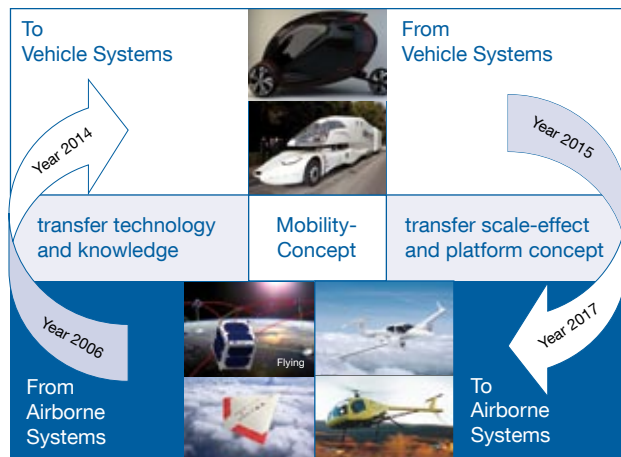 To
Vehicle Systems
From
Vehicle Systems
Year 2014
Year 2015
transfer technology
and knowledge
Mobility-
Concept
transfer scale-effect
and platform concept
Year 2006
Flying
Year 2017
From
Airborne
Systems
To
Airborne
Systems